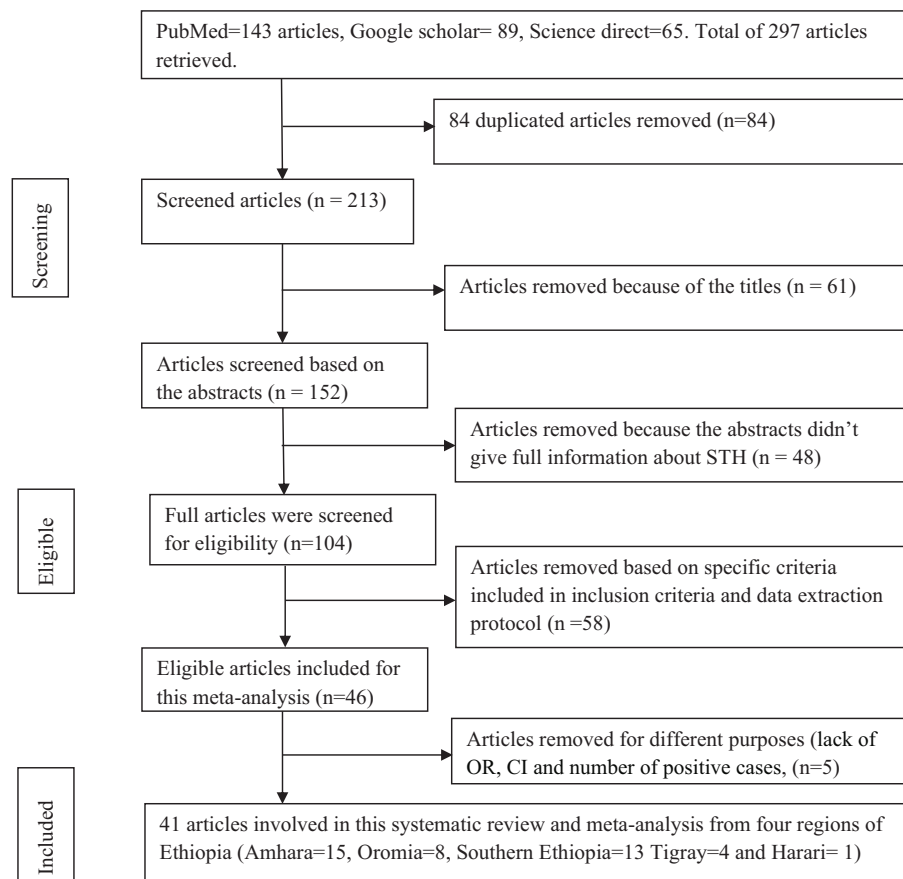 PubMed=143 articles, Google scholar= 89, Science direct=65. Total of 297 articles
retrieved.
84 duplicated articles removed (n=84)
Screening
Screened articles (n = 213)
Articles removed because of the titles (n = 61)
Articles screened based on
the abstracts (n = 152)
Articles removed because the abstracts didn't
give full information about STH (n = 48)
Eligible
Full articles were screened
for eligibility (n=104)
Articles removed based on specific criteria
included in inclusion criteria and data extraction
protocol (n =58)
Eligible articles included for
this meta-analysis (n=46)
Articles removed for different purposes (lack of
OR, CI and number of positive cases, (n=5)
Included
41 articles involved in this systematic review and meta-analysis from four regions of
Ethiopia (Amhara=15, Oromia=8, Southern Ethiopia=13 Tigray=4 and Harari= 1)